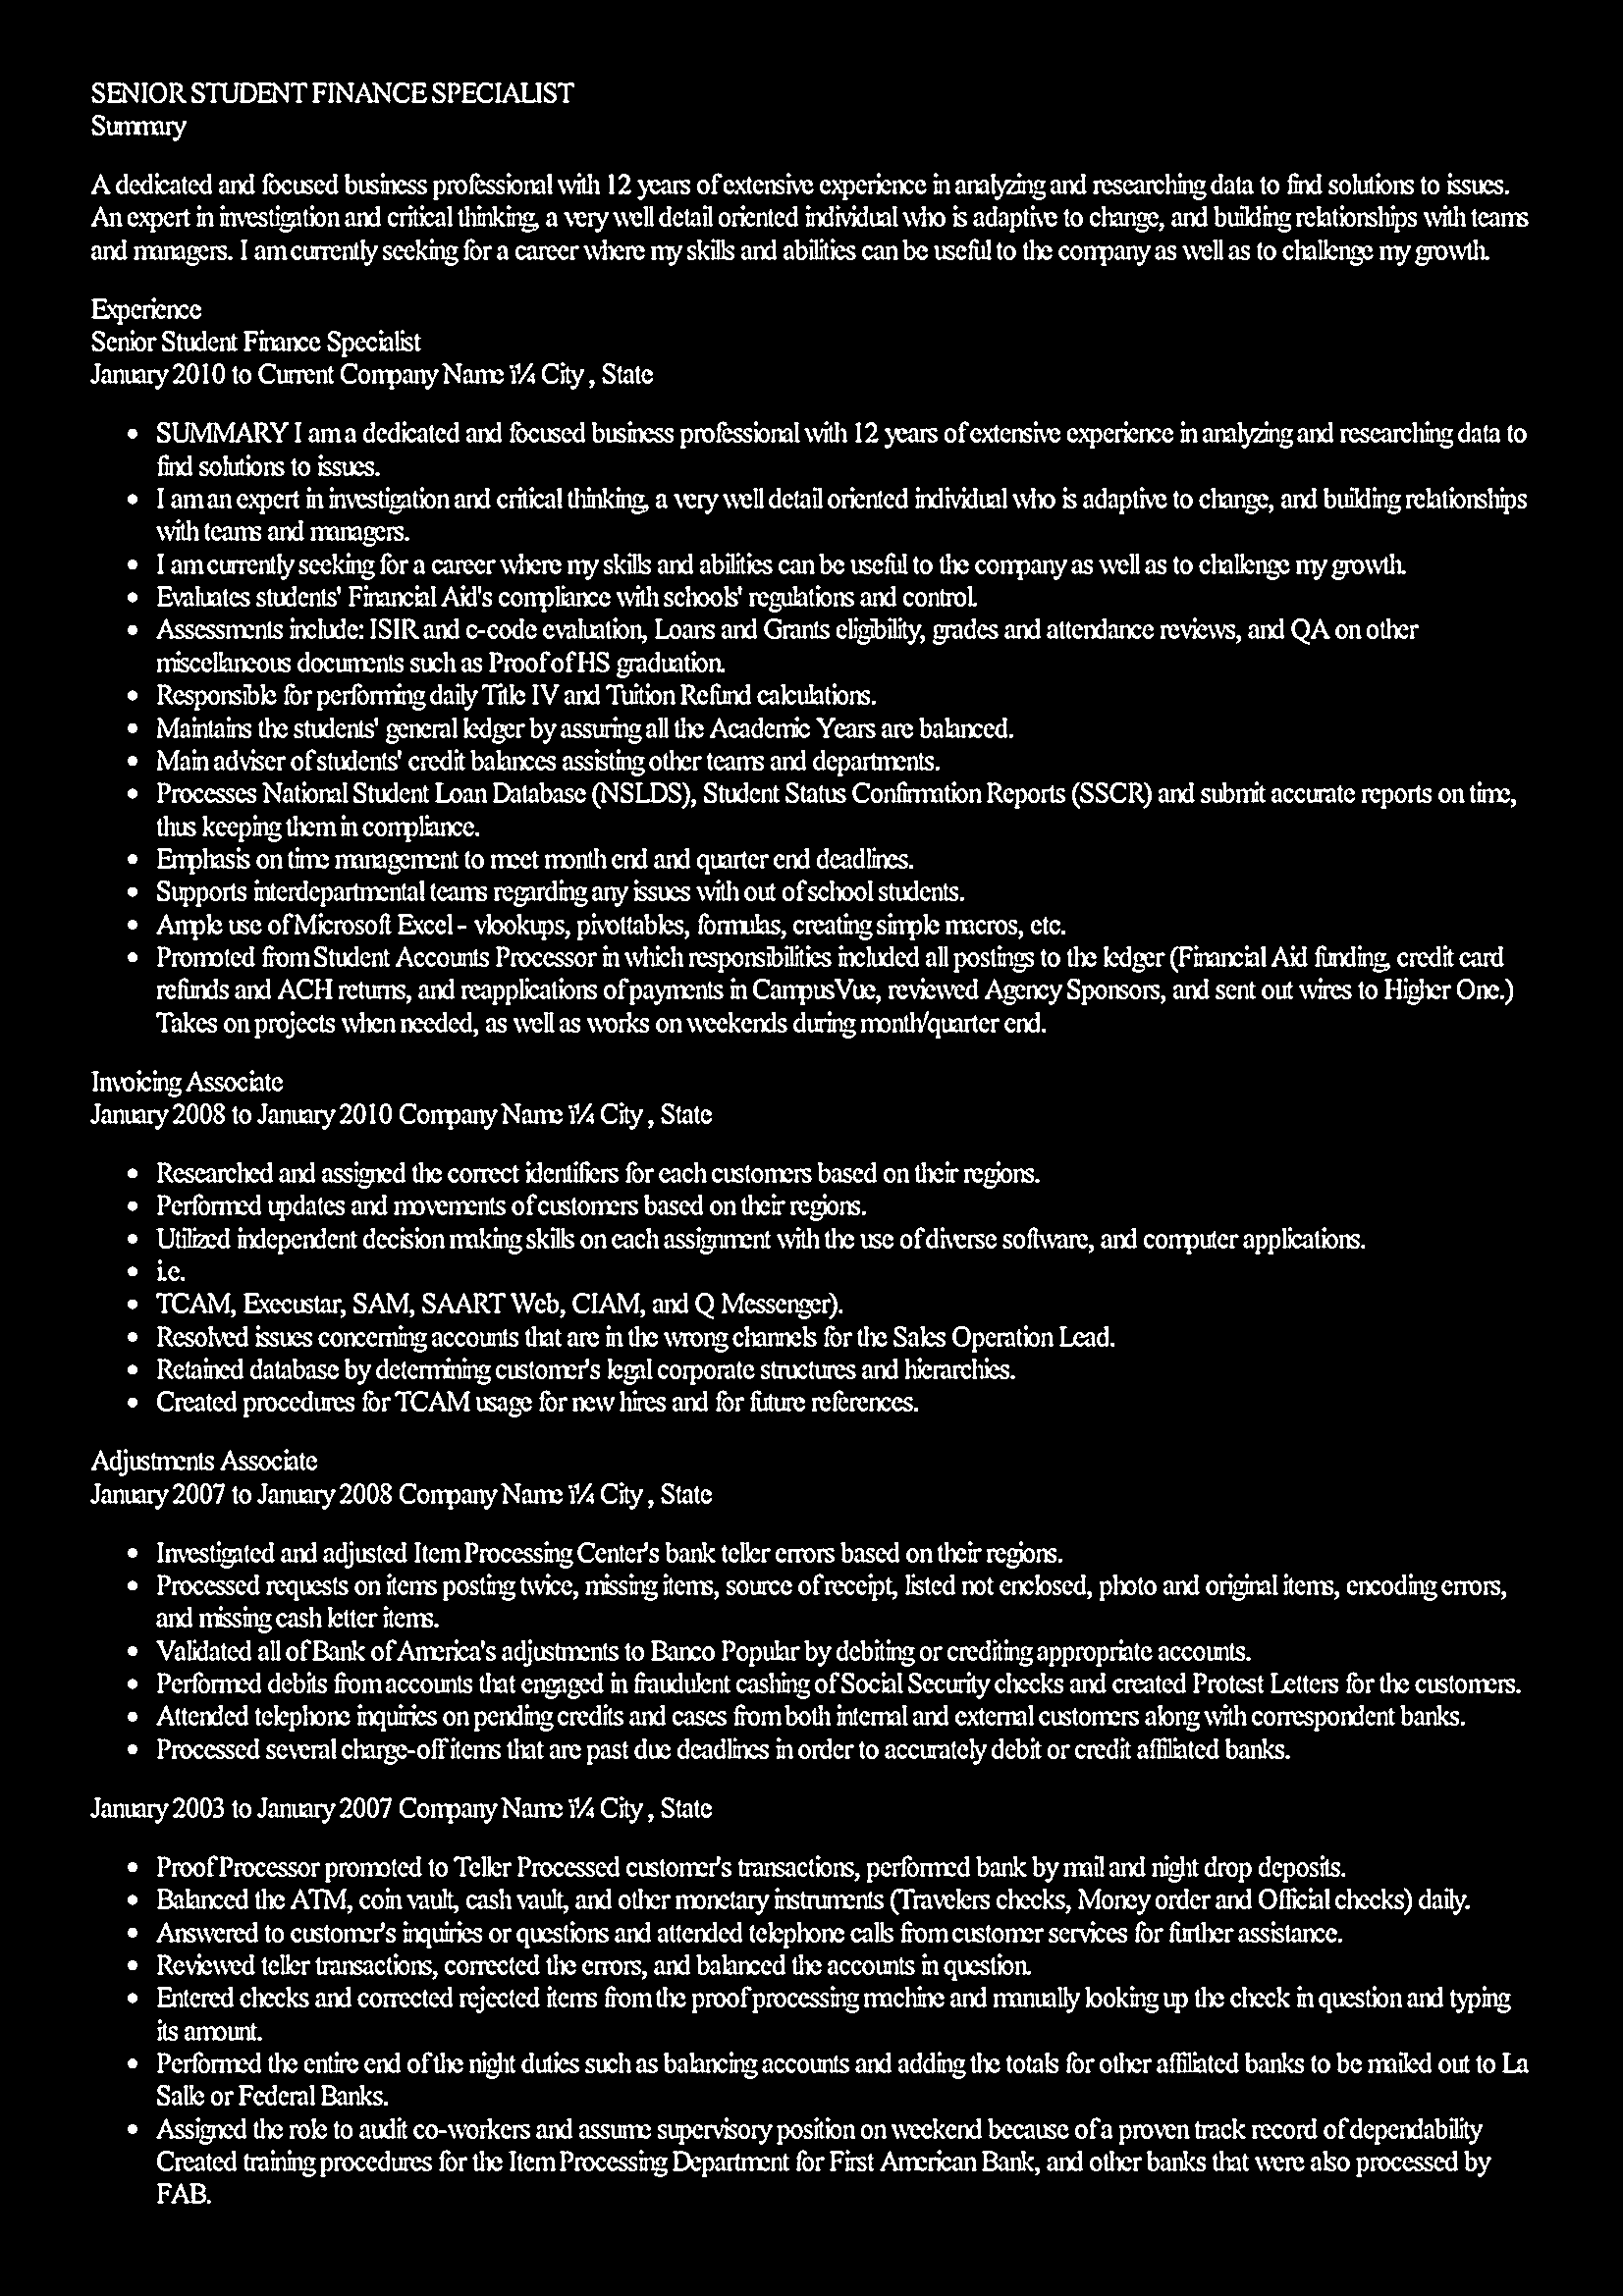 SENIOR STUDENT FINANCE SPECIALIST
Summary
A dedicated and focused business professional with 12 years of extensive experience in analyzing and researching data to find solutions to issues.
An expert in investigation and critical thinking, a very well detail oriented individual who is adaptive to change, and building relationships with teams
and managers. I am currently seeking for a career where my skills and abilities can be useful to the company as well as to challenge my growth.
Experience
Senior Student Finance Specialist
January 2010 to Current Company Name ï¼ City , State
• SUMMARY I am a dedicated and focused business professional with 12 years of extensive experience in analyzing and researching data to
find solutions to issues.
• I am an expert in investigation and critical thinking, a very well detail oriented individual who is adaptive to change, and building relationships
with teams and managers.
• I am currently seeking for a career where my skills and abilities can be useful to the company as well as to challenge my growth.
• Evaluates students' Financial Aid's compliance with schools' regulations and control.
• Assessments include: ISIR and c-code evaluation, Loans and Grants eligibility, grades and attendance reviews, and QA on other
miscellaneous documents such as Proof of HS graduation.
• Responsible for performing daily Title IV and Tuition Refund calculations.
• Maintains the students' general ledger by assuring all the Academic Years are balanced.
• Main adviser of students' credit balances assisting other teams and departments.
• Processes National Student Loan Database (NSLDS), Student Status Confirmation Reports (SSCR) and submit accurate reports on time,
thus keeping them in compliance.
• Emphasis on time management to meet month end and quarter end deadlines.
• Supports interdepartmental teams regarding any issues with out of school students.
• Ample use of Microsoft Excel - vlookups, pivottables, formulas, creating simple macros, etc.
• Promoted from Student Accounts Processor in which responsibilities included all postings to the ledger (Financial Aid funding, credit card
refunds and ACH returns, and reapplications of payments in CampusVue, reviewed Agency Sponsors, and sent out wires to Higher One.)
Takes on projects when needed, as well as works on weekends during month/quarter end.
Invoicing Associate
January 2008 to January 2010 Company Name ï¼ City , State
• Researched and assigned the correct identifiers for each customers based on their regions.
• Performed updates and movements of customers based on their regions.
• Utilized independent decision making skills on each assignment with the use of diverse software, and computer applications.
• i.e.
• TCAM, Execustar, SAM, SAART Web, CIAM, and Q Messenger).
• Resolved issues concerning accounts that are in the wrong channels for the Sales Operation Lead.
• Retained database by determining customer's legal corporate structures and hierarchies.
• Created procedures for TCAM usage for new hires and for future references.
Adjustments Associate
January 2007 to January 2008 Company Name ï¼ City , State
• Investigated and adjusted Item Processing Center's bank teller errors based on their regions.
• Processed requests on items posting twice, missing items, source of receipt, listed not enclosed, photo and original items, encoding errors,
and missing cash letter items.
• Validated all of Bank of America's adjustments to Banco Popular by debiting or crediting appropriate accounts.
• Performed debits from accounts that engaged in fraudulent cashing of Social Security checks and created Protest Letters for the customers.
• Attended telephone inquiries on pending credits and cases from both internal and external customers along with correspondent banks.
• Processed several charge-off items that are past due deadlines in order to accurately debit or credit affiliated banks.
January 2003 to January 2007 Company Name ï¼ City , State
• Proof Processor promoted to Teller Processed customer's transactions, performed bank by mail and night drop deposits.
• Balanced the ATM, coin vault, cash vault, and other monetary instruments (Travelers checks, Money order and Official checks) daily.
• Answered to customer's inquiries or questions and attended telephone calls from customer services for further assistance.
• Reviewed teller transactions, corrected the errors, and balanced the accounts in question.
• Entered checks and corrected rejected items from the proof processing machine and manually looking up the check in question and typing
its amount.
• Performed the entire end of the night duties such as balancing accounts and adding the totals for other affiliated banks to be mailed out to La
Salle or Federal Banks.
• Assigned the role to audit co-workers and assume supervisory position on weekend because of a proven track record of dependability
Created training procedures for the Item Processing Department for First American Bank, and other banks that were also processed by
FAB.